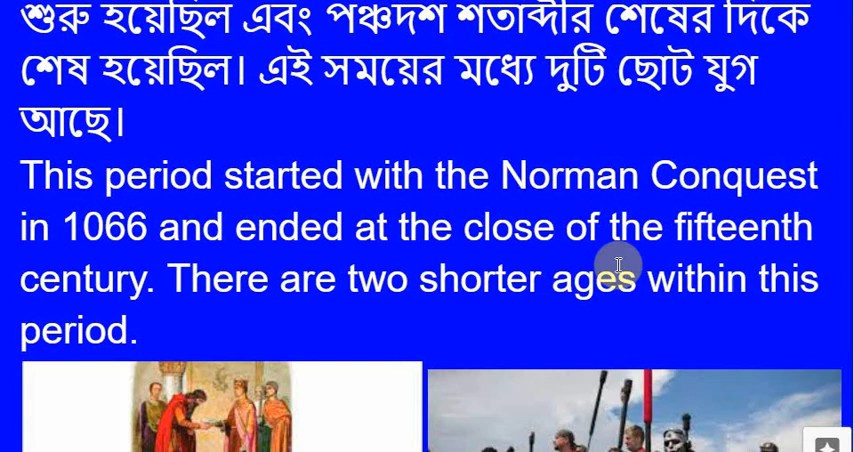 শুরু হয়েছিল এবং পঞ্চদশ শতাব্দীর শেষের দিকে
শেষ হয়েছিল। এই সময়ের মধ্যে দুটি ছোট যুগ
আছে।
This period started with the Norman Conquest
in 1066 and ended at the close of the fifteenth
century. There are two shorter ages within this
period.